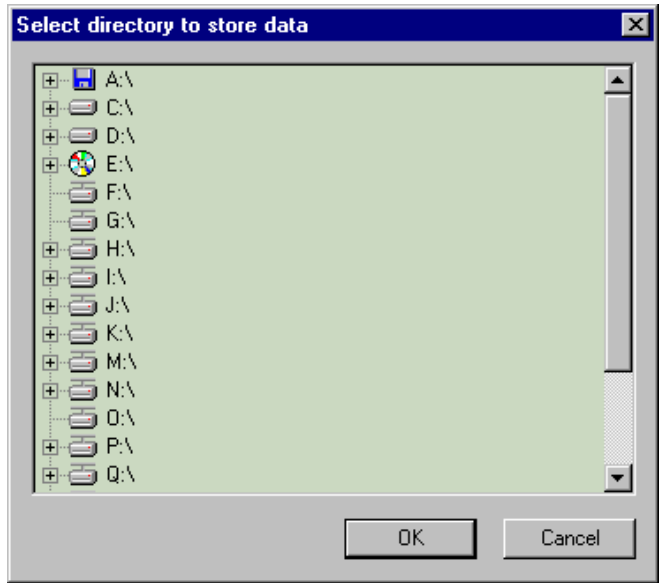 Select directory to store data
A:\
C:\
D:\
E:\
F:\
G:\
H:\
I:\
J:\
K:\
M:\
N:\
O:\
P:\
Q:\
OK
Cancel